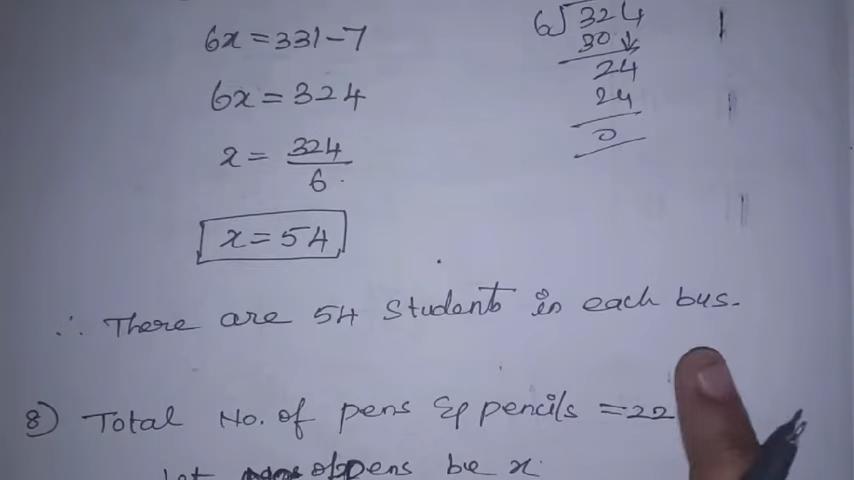 6x = 331 - 7
6x = 324
x = 324/6
x = 54
6)324
30
24
24
0
∴ There are 54 Students in each bus.
8) Total No. of pens & pencils = 22
let of pens be x.